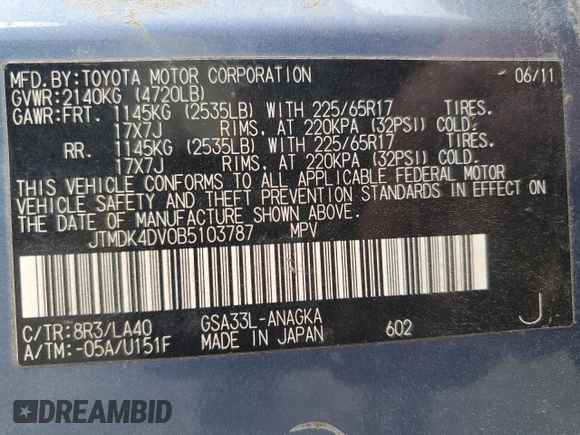 MFD.BY:TOYOTA MOTOR CORPORATION 06/11
GVWR:2140KG (4720LB)
GAWR:FRT. 1145KG (2535LB) WITH 225/65R17 TIRES.
17X7J RIMS, AT 220KPA (32PSI) COLD.
RR. 1145KG (2535LB) WITH 225/65R17 TIRES.
17X7J RIMS, AT 220KPA (32PSI) COLD.
THIS VEHICLE CONFORMS TO ALL APPLICABLE FEDERAL MOTOR
VEHICLE SAFETY AND THEFT PREVENTION STANDARDS IN EFFECT ON
THE DATE OF MANUFACTURE SHOWN ABOVE.
JTMDK4DV0B5103787 MPV
C/TR:8R3/LA40 GSA33L-ANAGKA
A/TM:-05A/U151F MADE IN JAPAN 602 J
DREAMBID